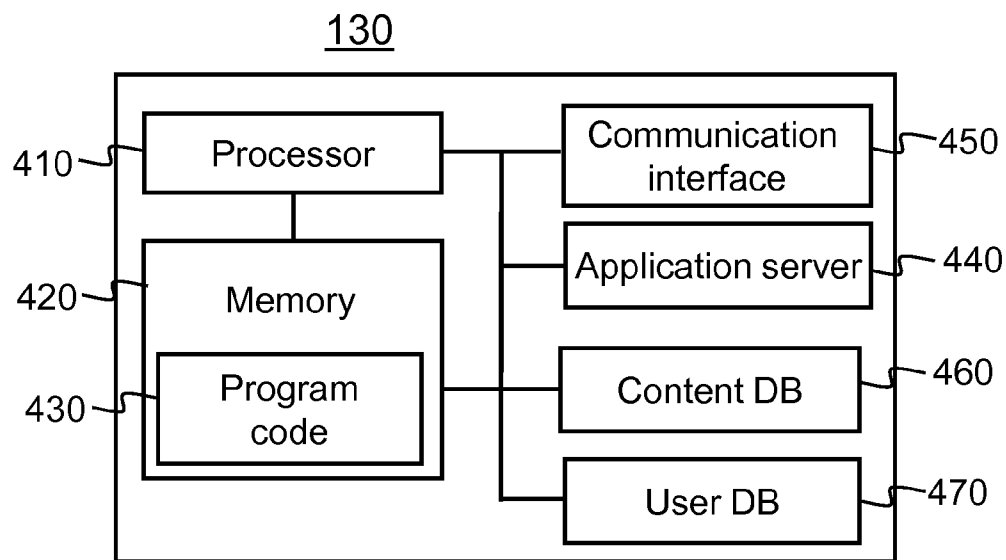 130
410
Processor
Communication
interface
450
Application server
440
420
Memory
430
Program
code
Content DB
460
User DB
470